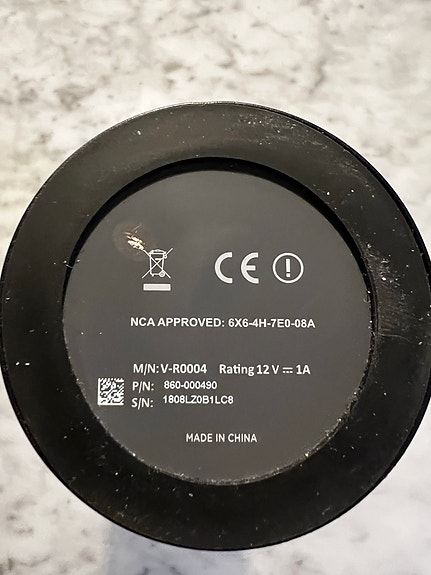 CE
NCA APPROVED: 6X6-4H-7E0-08A
M/N: V-R0004 Rating 12 V ⎓ 1A
P/N: 860-000490
S/N: 1808LZ0B1LC8
MADE IN CHINA